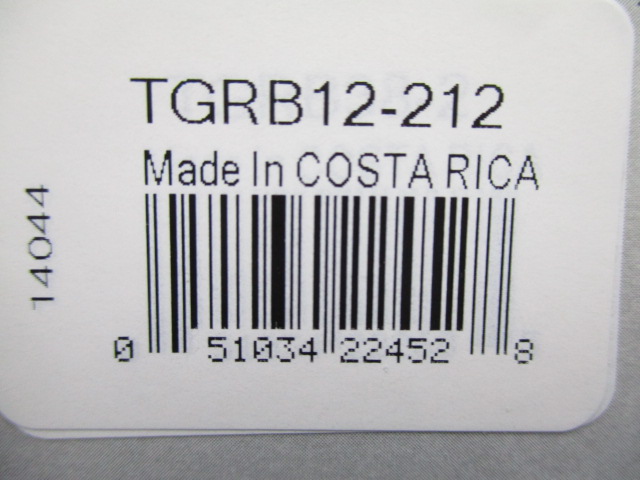 TGRB12-212
Made In COSTA RICA
14044
0 51034 22452 8